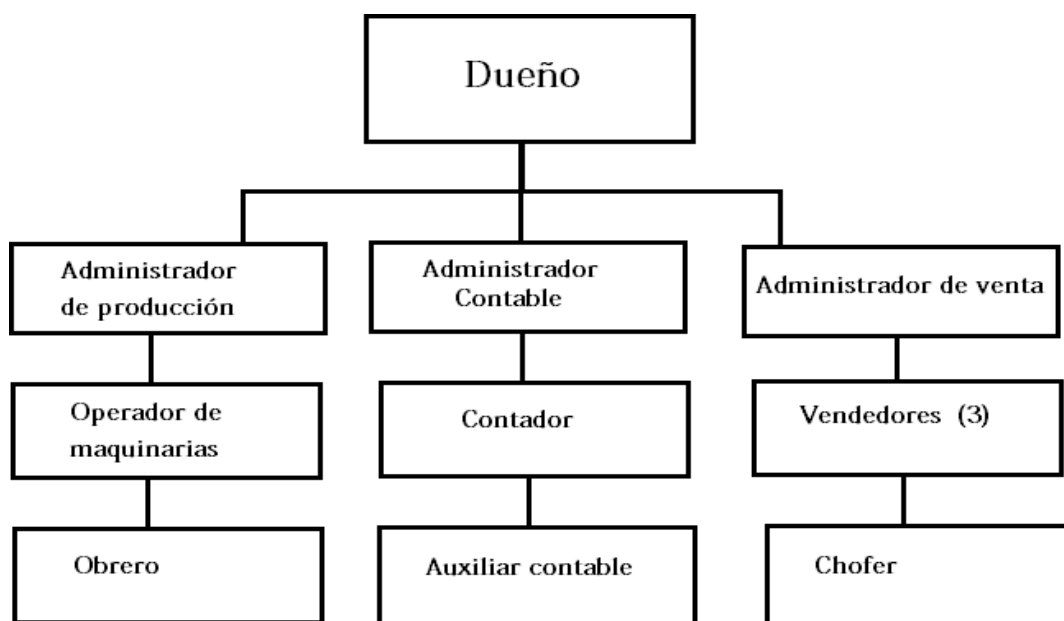 Dueño
Administrador
de producción
Administrador
Contable
Administrador de venta
Operador de
maquinarias
Contador
Vendedores (3)
Obrero
Auxiliar contable
Chofer